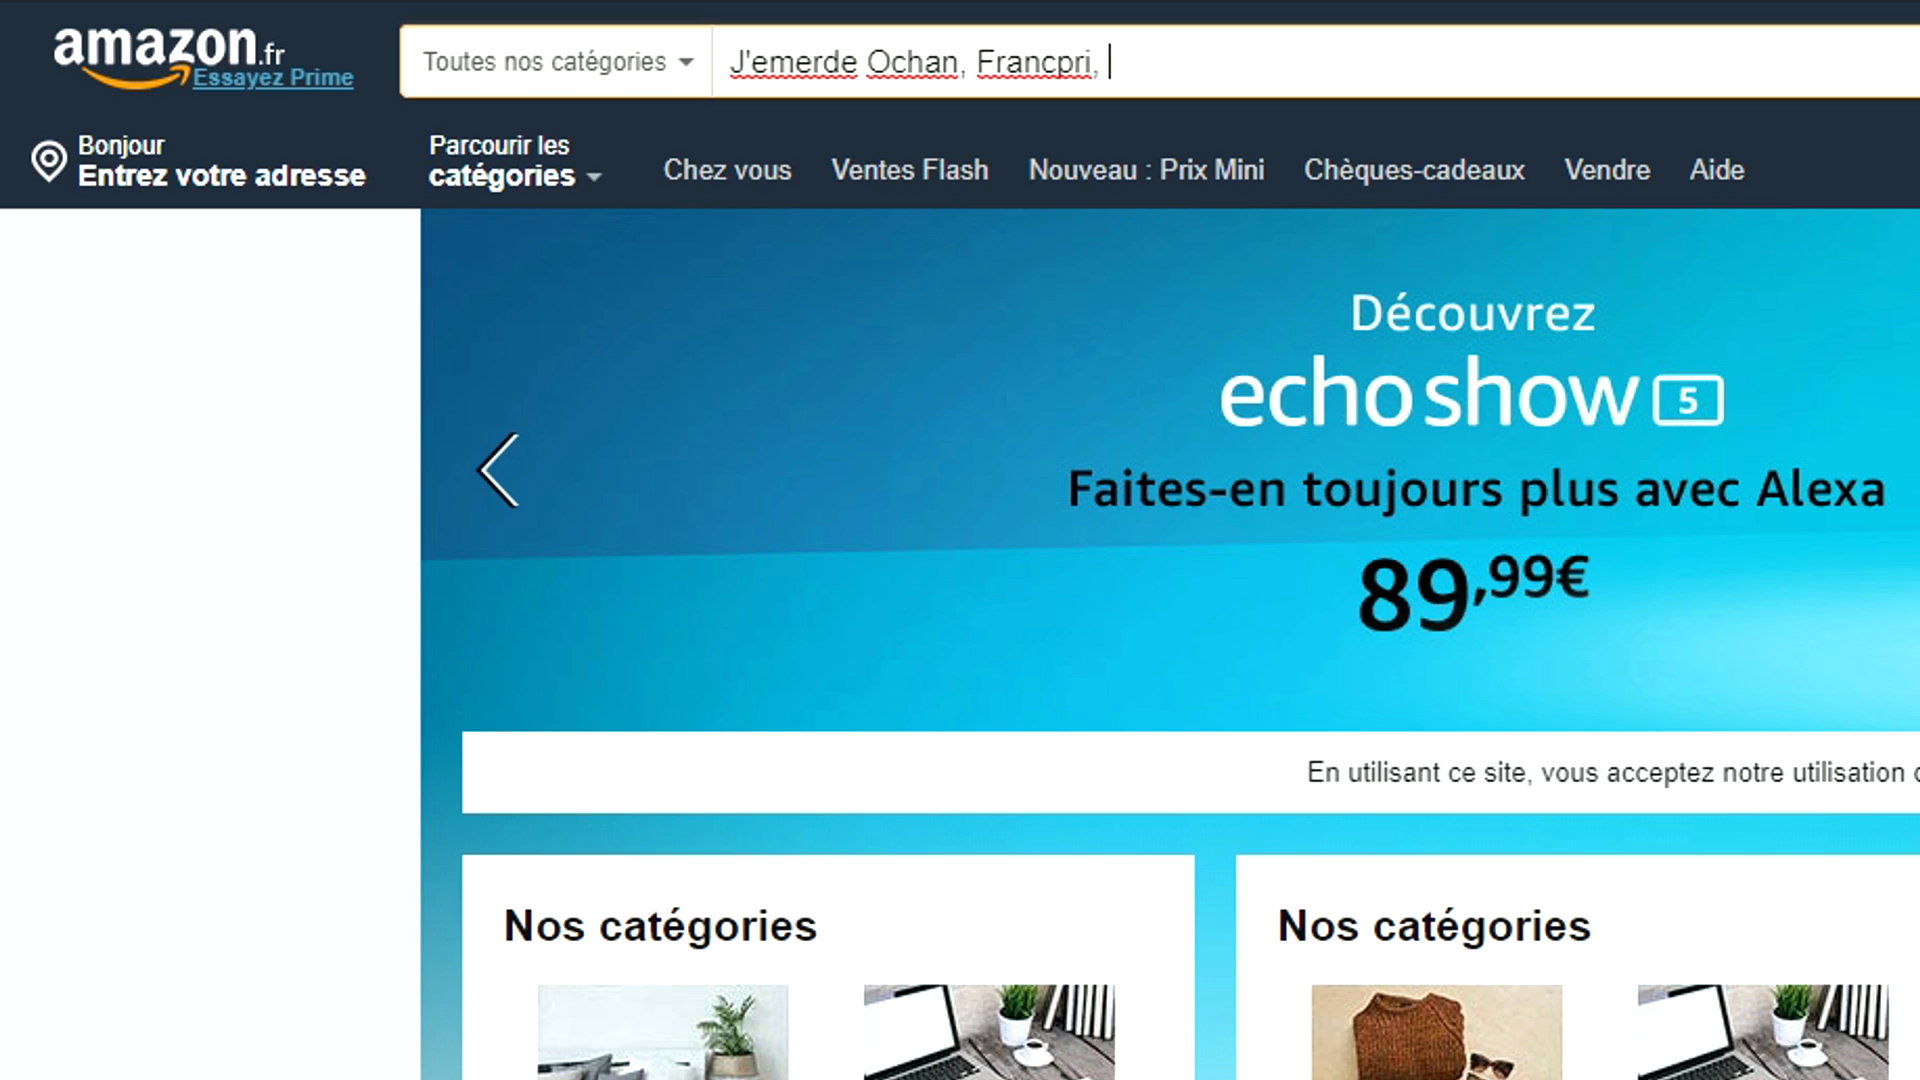 amazon.fr
Essayez Prime
Toutes nos catégories
J'emerde Ochan, Francpri,
Bonjour
Entrez votre adresse
Parcourir les
catégories
Chez vous
Ventes Flash
Nouveau : Prix Mini
Chèques-cadeaux
Vendre
Aide
Découvrez
echo show 5
Faites-en toujours plus avec Alexa
89,99€
En utilisant ce site, vous acceptez notre utilisation
Nos catégories
Nos catégories